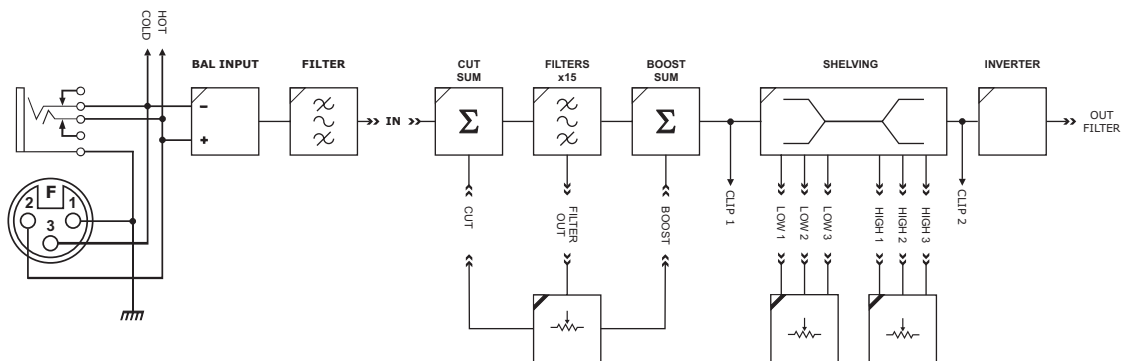 COLD
HOT
BAL INPUT
FILTER
CUT
SUM
FILTERS
x15
BOOST
SUM
SHELVING
INVERTER
−
+
IN
Σ
Σ
OUT
FILTER
F
2
1
3
CUT
FILTER
OUT
BOOST
CLIP 1
LOW 1
LOW 2
LOW 3
HIGH 1
HIGH 2
HIGH 3
CLIP 2